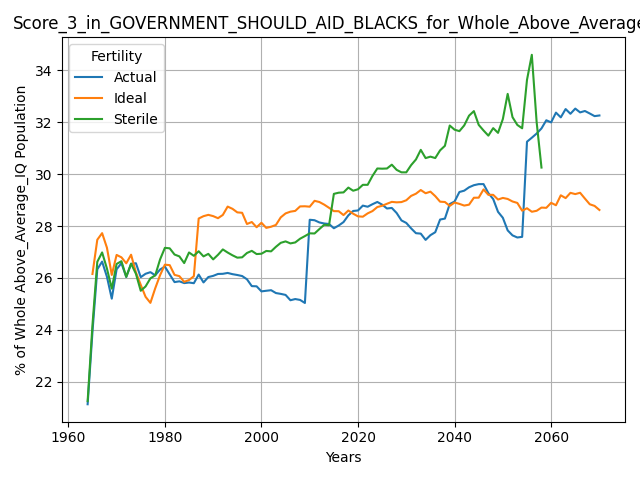 Score_3_in_GOVERNMENT_SHOULD_AID_BLACKS_for_Whole_Above_Average
Fertility
Actual
Ideal
Sterile
34
32
30
28
26
24
22
% of Whole Above_Average_IQ Population
1960
1980
2000
2020
2040
2060
Years